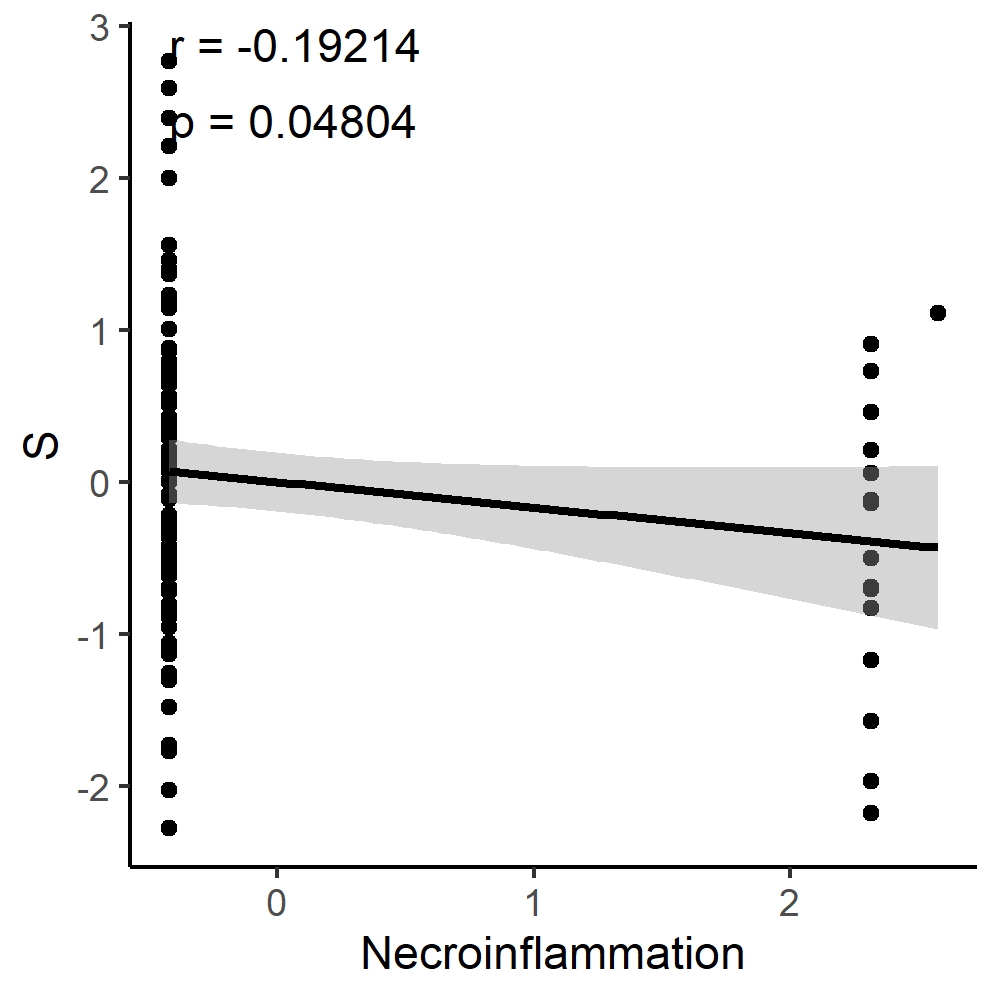 r = -0.19214
p = 0.04804
3
2
1
0
-1
-2
S
0 1 2
Necroinflammation